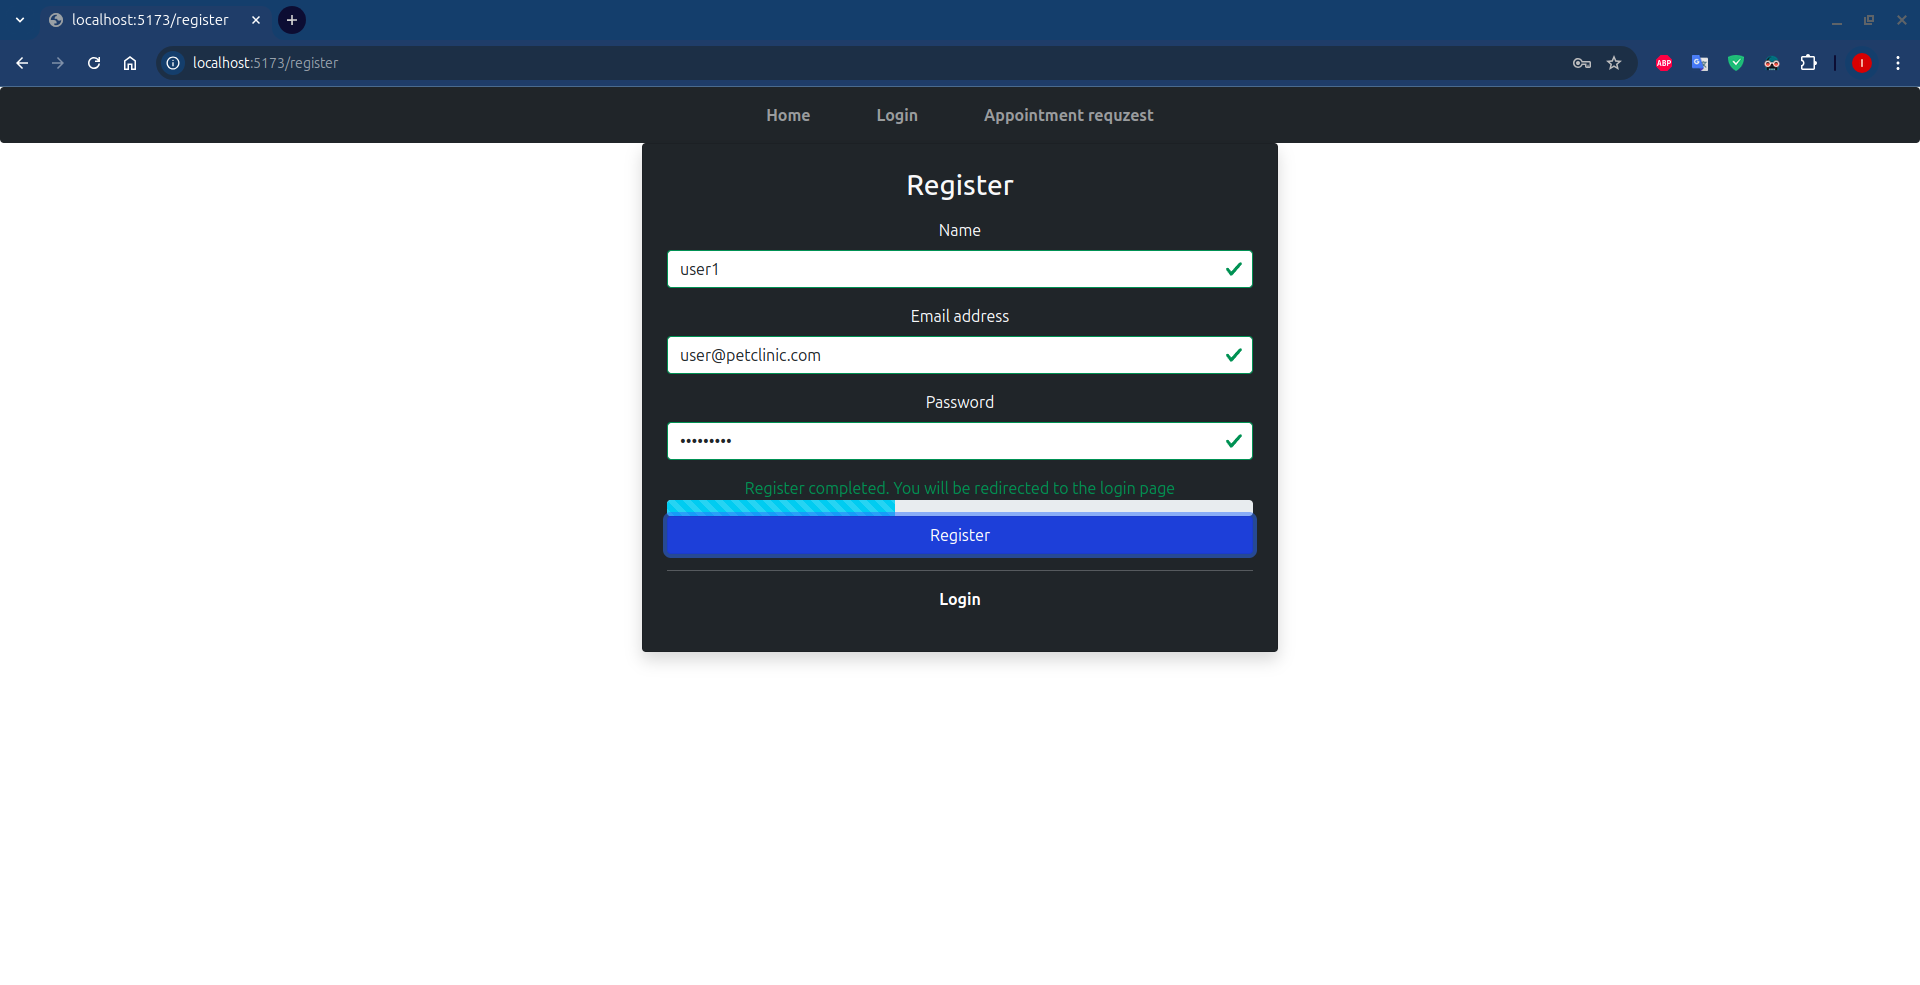 localhost:5173/register
localhost:5173/register
ABP
G
I
Home Login Appointment requzest
Register
Name
user1
Email address
user@petclinic.com
Password
•••••••••
Register completed. You will be redirected to the login page
Register
Login